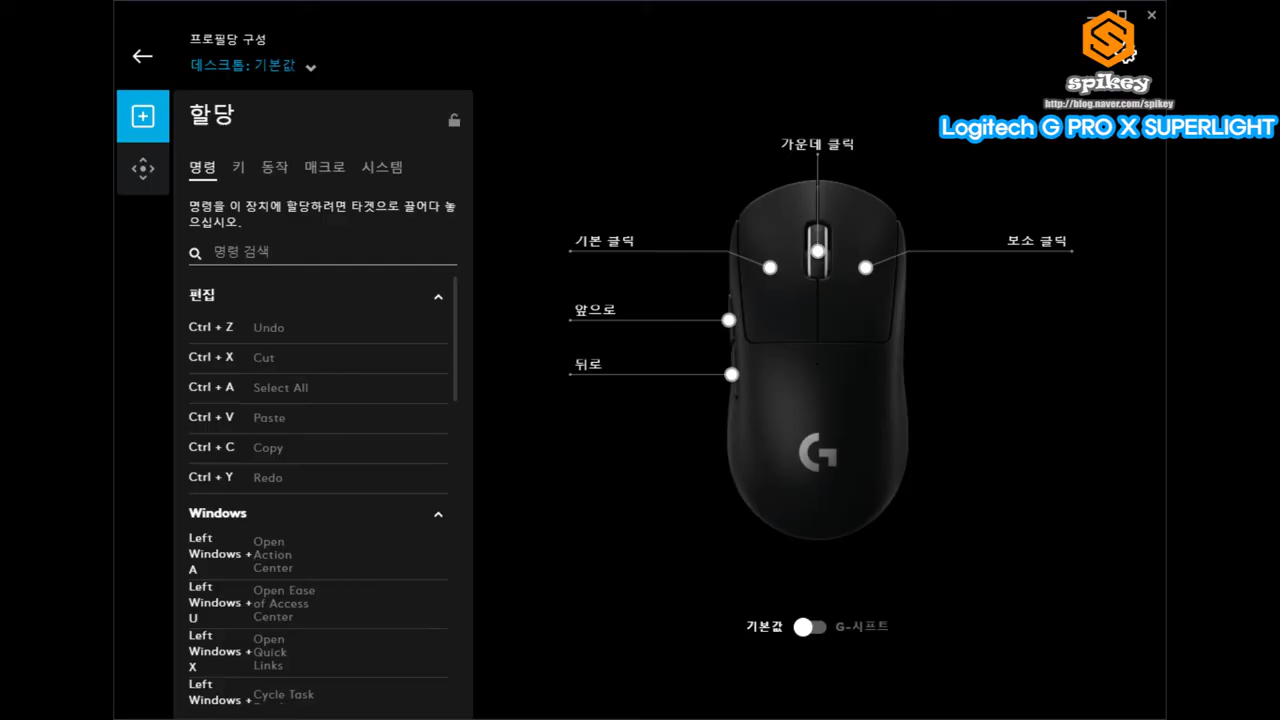 프로필당 구성
데스크톱: 기본값
spikey
http://blog.naver.com/spikey
Logitech G PRO X SUPERLIGHT
할당
명령 키 동작 매크로 시스템
명령을 이 장치에 할당하려면 타겟으로 끌어다 놓
으십시오.
명령 검색
편집
Ctrl + Z Undo
Ctrl + X Cut
Ctrl + A Select All
Ctrl + V Paste
Ctrl + C Copy
Ctrl + Y Redo
Windows
Left Windows + A Open Action Center
Left Windows + U Open Ease of Access Center
Left Windows + X Open Quick Links
Left Windows + Cycle Task
가운데 클릭
기본 클릭
보소 클릭
앞으로
뒤로
기본값 G-시프트